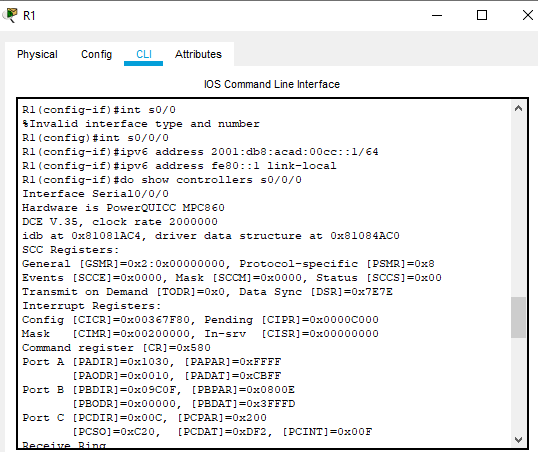 R1
Physical Config CLI Attributes
IOS Command Line Interface
R1(config-if)#int s0/0
%Invalid interface type and number
R1(config)#int s0/0/0
R1(config-if)#ipv6 address 2001:db8:acad:00cc::1/64
R1(config-if)#ipv6 address fe80::1 link-local
R1(config-if)#do show controllers s0/0/0
Interface Serial0/0/0
Hardware is PowerQUICC MPC860
DCE V.35, clock rate 2000000
idb at 0x81081AC4, driver data structure at 0x81084AC0
SCC Registers:
General [GSMR]=0x2:0x00000000, Protocol-specific [PSMR]=0x8
Events [SCCE]=0x0000, Mask [SCCM]=0x0000, Status [SCCS]=0x00
Transmit on Demand [TODR]=0x0, Data Sync [DSR]=0x7E7E
Interrupt Registers:
Config [CICR]=0x00367F80, Pending [CIPR]=0x0000C000
Mask   [CIMR]=0x00200000, In-srv  [CISR]=0x00000000
Command register [CR]=0x580
Port A [PADIR]=0x1030, [PAPAR]=0xFFFF
       [PAODR]=0x0010, [PADAT]=0xCBFF
Port B [PBDIR]=0x09C0F, [PBPAR]=0x0800E
       [PBODR]=0x00000, [PBDAT]=0x3FFFD
Port C [PCDIR]=0x00C, [PCPAR]=0x200
       [PCSO]=0xC20,  [PCDAT]=0xDF2, [PCINT]=0x00F
Receive Ring